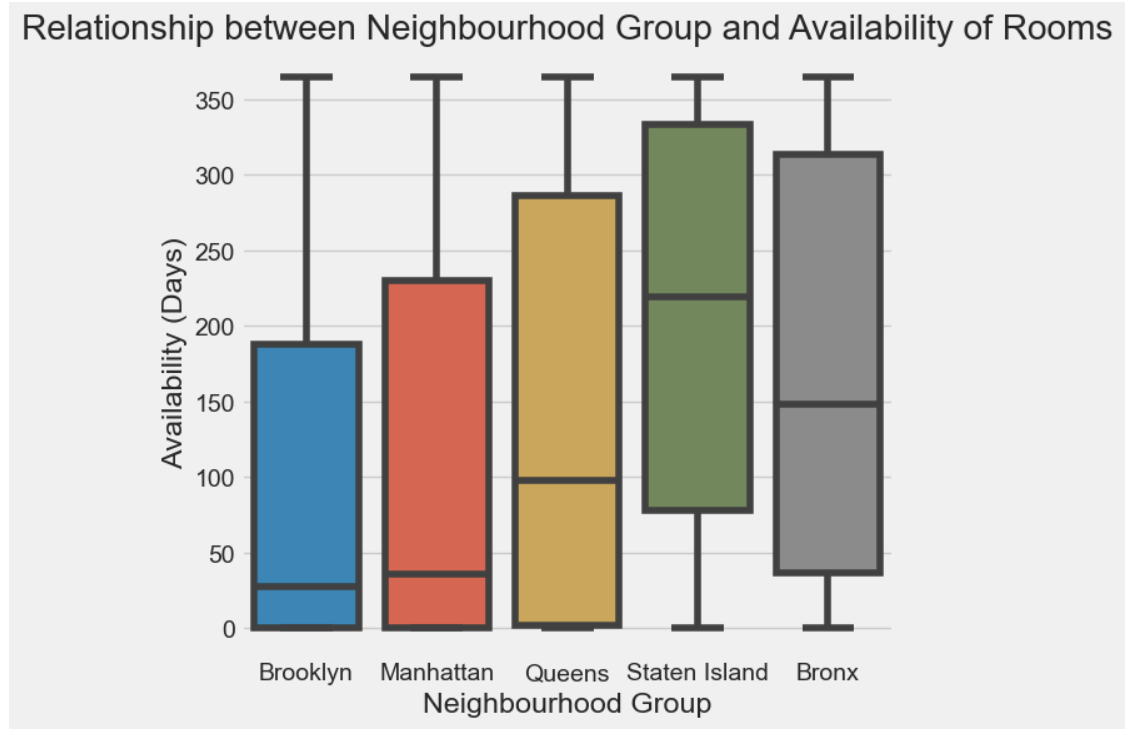 Relationship between Neighbourhood Group and Availability of Rooms
Availability (Days)
350
300
250
200
150
100
50
0
Brooklyn Manhattan Queens Staten Island Bronx
Neighbourhood Group